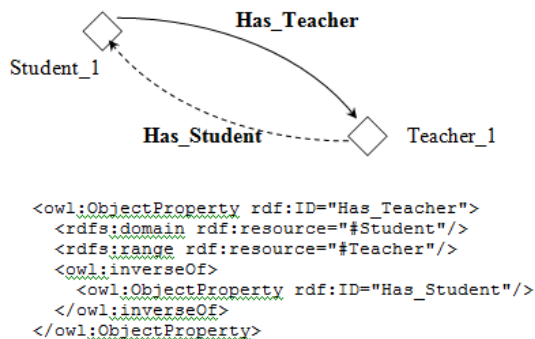 Has_Teacher
Student_1
Has_Student
Teacher_1
<owl:ObjectProperty rdf:ID="Has_Teacher">
<rdfs:domain rdf:resource="#Student"/>
<rdfs:range rdf:resource="#Teacher"/>
<owl:inverseOf>
<owl:ObjectProperty rdf:ID="Has_Student"/>
</owl:inverseOf>
</owl:ObjectProperty>